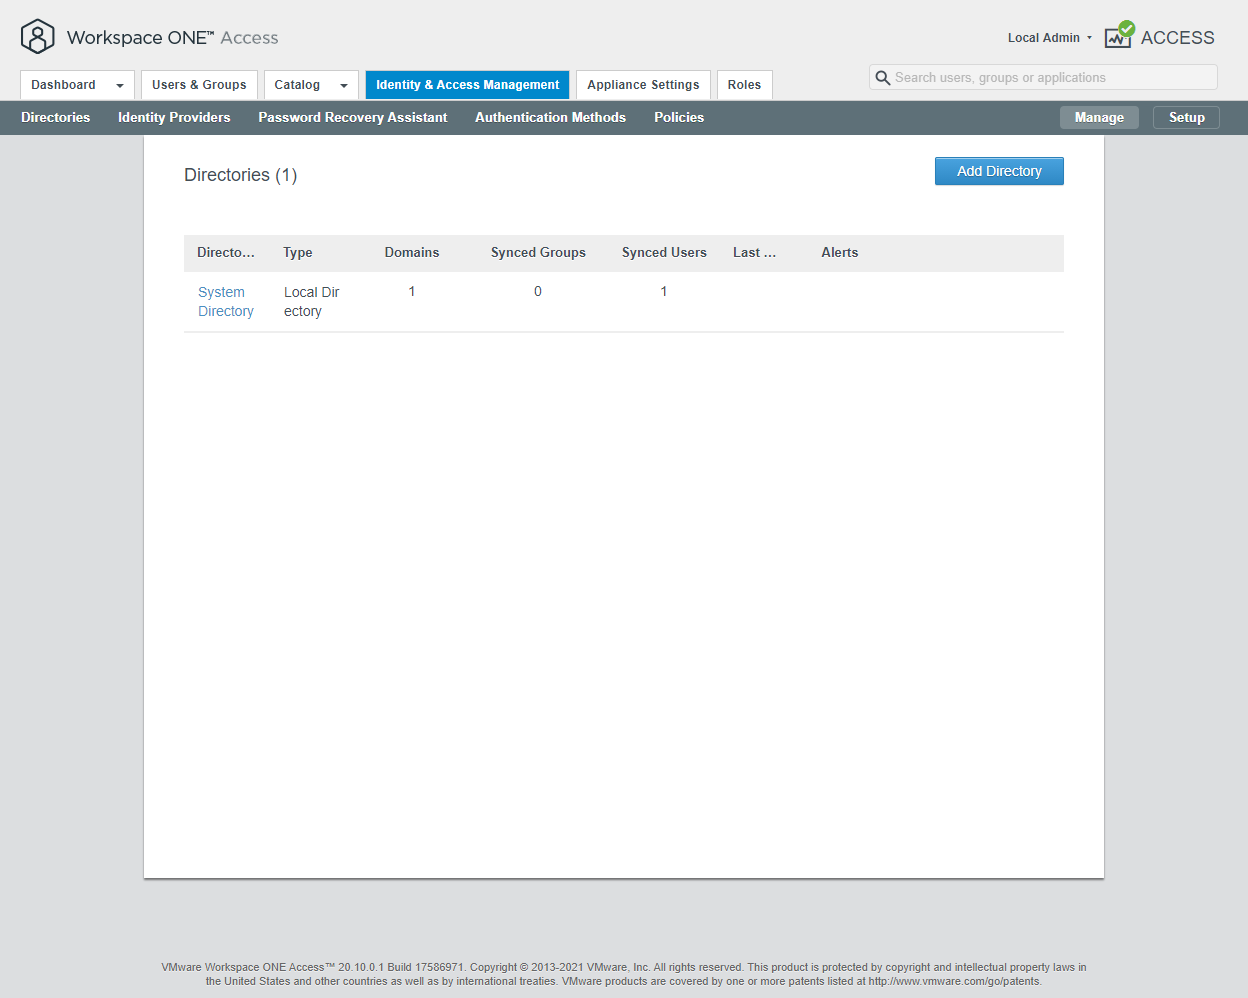 Workspace ONE™ Access
Local Admin
ACCESS
Dashboard
Users & Groups
Catalog
Identity & Access Management
Appliance Settings
Roles
Search users, groups or applications
Directories
Identity Providers
Password Recovery Assistant
Authentication Methods
Policies
Manage
Setup
Directories (1)
Add Directory
Directo...
Type
Domains
Synced Groups
Synced Users
Last ...
Alerts
System
Directory
Local Dir
ectory
1
0
1
VMware Workspace ONE Access™ 20.10.0.1 Build 17586971. Copyright © 2013-2021 VMware, Inc. All rights reserved. This product is protected by copyright and intellectual property laws in
the United States and other countries as well as by international treaties. VMware products are covered by one or more patents listed at http://www.vmware.com/go/patents.